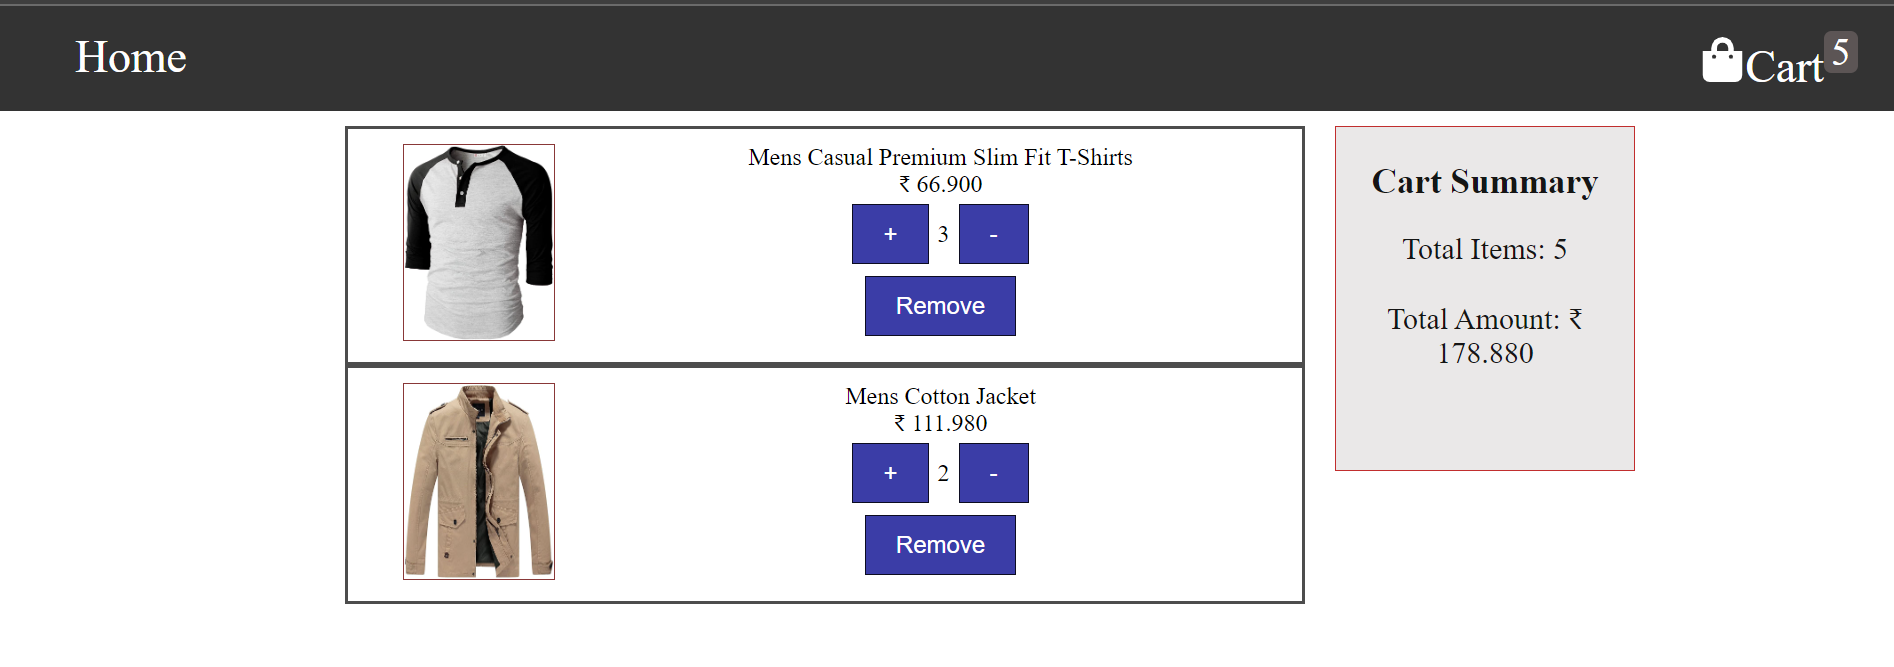 Home
Cart 5
Mens Casual Premium Slim Fit T-Shirts
₹ 66.900
+ 3 -
Remove
Mens Cotton Jacket
₹ 111.980
+ 2 -
Remove
Cart Summary
Total Items: 5
Total Amount: ₹
178.880